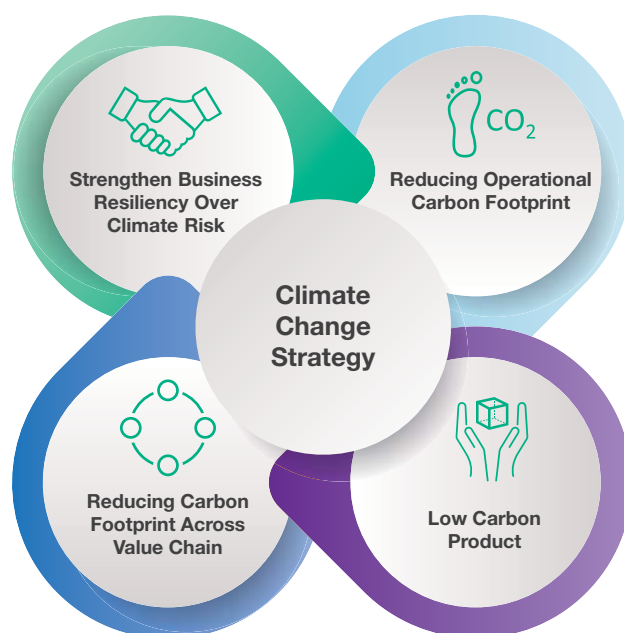 Strengthen Business
Resiliency Over
Climate Risk
CO₂
Reducing Operational
Carbon Footprint
Climate
Change
Strategy
Reducing Carbon
Footprint Across
Value Chain
Low Carbon
Product